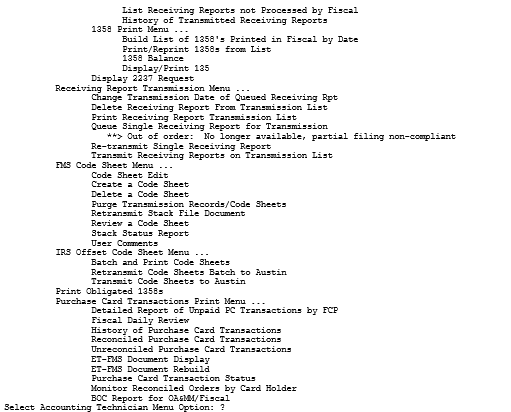 List Receiving Reports not Processed by Fiscal
History of Transmitted Receiving Reports
1358 Print Menu ...
Build List of 1358's Printed in Fiscal by Date
Print/Reprint 1358s from List
1358 Balance
Display/Print 135
Display 2237 Request
Receiving Report Transmission Menu ...
Change Transmission Date of Queued Receiving Rpt
Delete Receiving Report From Transmission List
Print Receiving Report Transmission List
Queue Single Receiving Report for Transmission
**> Out of order:  No longer available, partial filing non-compliant
Re-transmit Single Receiving Report
Transmit Receiving Reports on Transmission List
FMS Code Sheet Menu ...
Code Sheet Edit
Create a Code Sheet
Delete a Code Sheet
Purge Transmission Records/Code Sheets
Retransmit Stack File Document
Review a Code Sheet
Stack Status Report
User Comments
IRS Offset Code Sheet Menu ...
Batch and Print Code Sheets
Retransmit Code Sheets Batch to Austin
Transmit Code Sheets to Austin
Print Obligated 1358s
Purchase Card Transactions Print Menu ...
Detailed Report of Unpaid PC Transactions by FCP
Fiscal Daily Review
History of Purchase Card Transactions
Reconciled Purchase Card Transactions
Unreconciled Purchase Card Transactions
ET-FMS Document Display
ET-FMS Document Rebuild
Purchase Card Transaction Status
Monitor Reconciled Orders by Card Holder
BOC Report for OA&MM/Fiscal
Select Accounting Technician Menu Option: ?